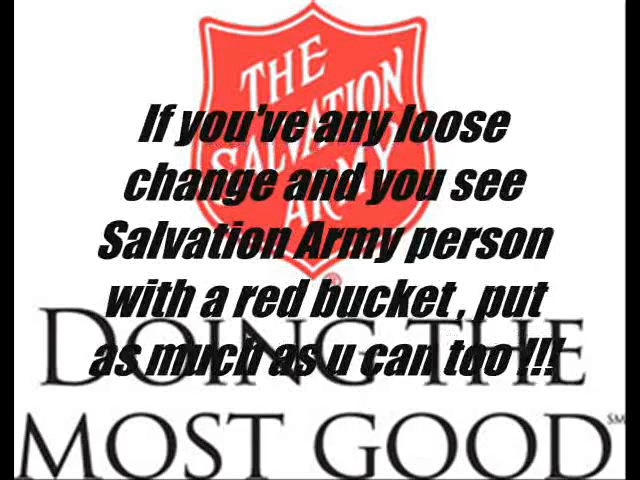 THE
SALVATION
ARMY
®
If you've any loose
change and you see
Salvation Army person
with a red bucket , put
as much as u can too !!!
DOING THE
MOST GOOD℠